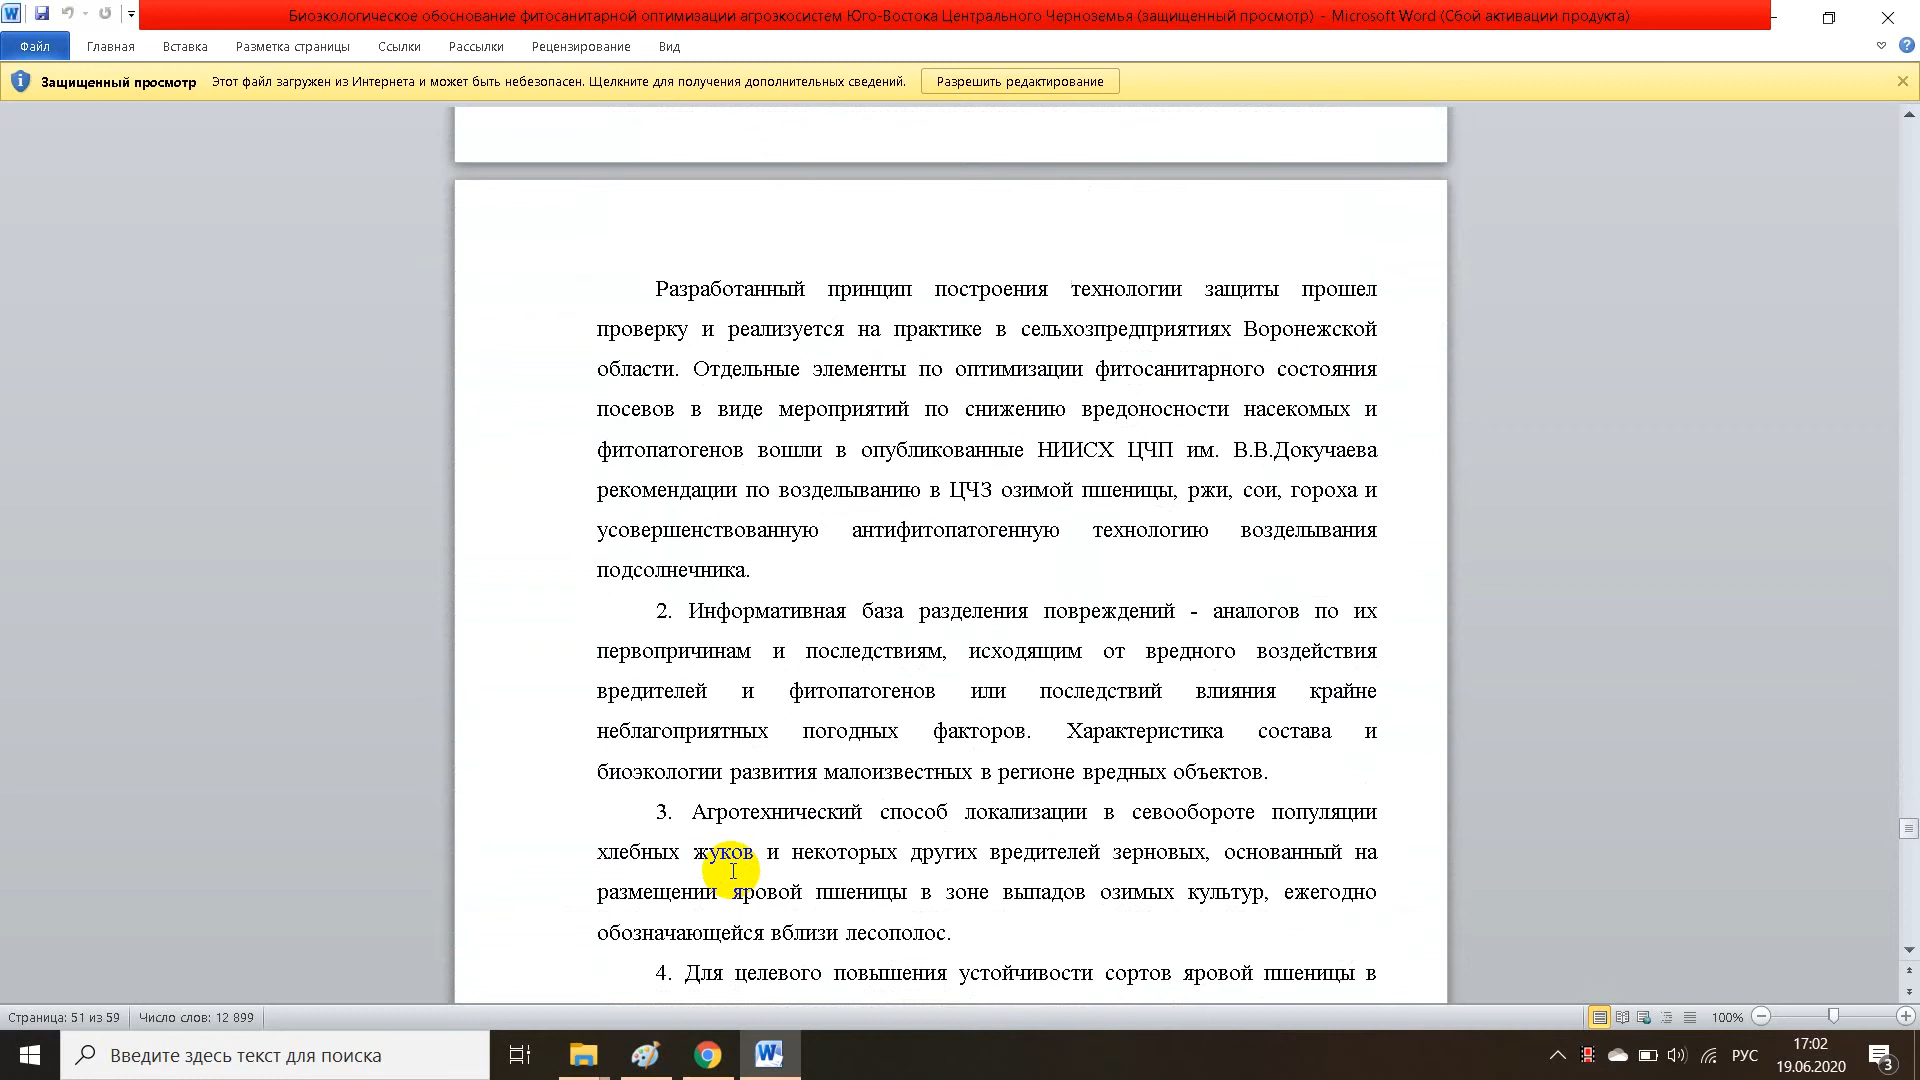 Биоэкологическое обоснование фитосанитарной оптимизации агроэкосистем Юго-Востока Центрального Черноземья (защищенный просмотр) - Microsoft Word (Сбой активации продукта)
Файл Главная Вставка Разметка страницы Ссылки Рассылки Рецензирование Вид
Защищенный просмотр Этот файл загружен из Интернета и может быть небезопасен. Щелкните для получения дополнительных сведений. Разрешить редактирование
Разработанный принцип построения технологии защиты прошел
проверку и реализуется на практике в сельхозпредприятиях Воронежской
области. Отдельные элементы по оптимизации фитосанитарного состояния
посевов в виде мероприятий по снижению вредоносности насекомых и
фитопатогенов вошли в опубликованные НИИСХ ЦЧП им. В.В.Докучаева
рекомендации по возделыванию в ЦЧЗ озимой пшеницы, ржи, сои, гороха и
усовершенствованную антифитопатогенную технологию возделывания
подсолнечника.
2. Информативная база разделения повреждений - аналогов по их
первопричинам и последствиям, исходящим от вредного воздействия
вредителей и фитопатогенов или последствий влияния крайне
неблагоприятных погодных факторов. Характеристика состава и
биоэкологии развития малоизвестных в регионе вредных объектов.
3. Агротехнический способ локализации в севообороте популяции
хлебных жуков и некоторых других вредителей зерновых, основанный на
размещении яровой пшеницы в зоне выпадов озимых культур, ежегодно
обозначающейся вблизи лесополос.
4. Для целевого повышения устойчивости сортов яровой пшеницы в
Страница: 51 из 59 Число слов: 12 899 100%
Введите здесь текст для поиска РУС 17:02
19.06.2020 3